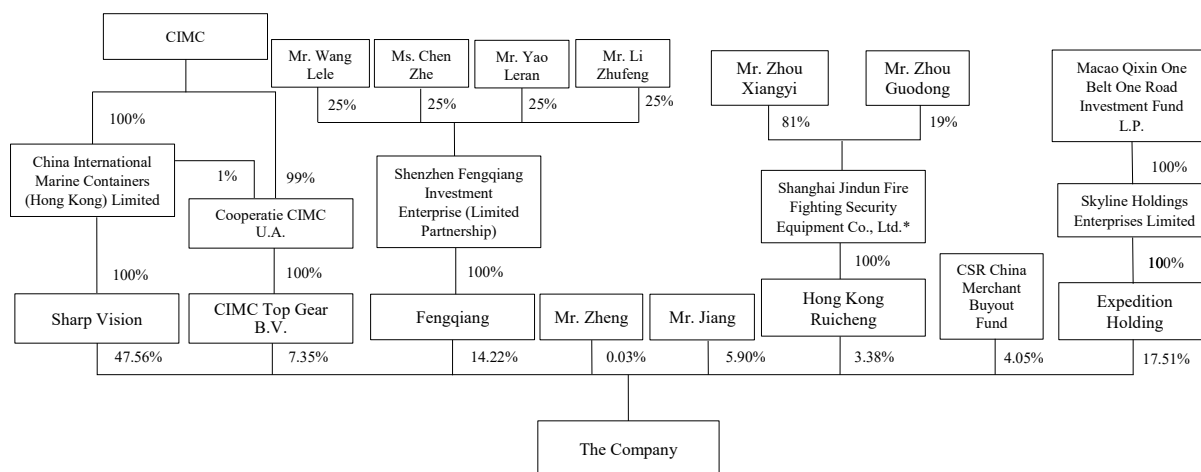 CIMC
Mr. Wang
Lele
Ms. Chen
Zhe
Mr. Yao
Leran
Mr. Li
Zhufeng
Mr. Zhou
Xiangyi
Mr. Zhou
Guodong
Macao Qixin One
Belt One Road
Investment Fund
L.P.
25%
25%
25%
25%
81%
19%
100%
100%
China International
Marine Containers
(Hong Kong) Limited
1%
99%
Cooperatie CIMC
U.A.
Shenzhen Fengqiang
Investment
Enterprise (Limited
Partnership)
Shanghai Jindun Fire
Fighting Security
Equipment Co., Ltd.*
Skyline Holdings
Enterprises Limited
100%
100%
100%
100%
100%
Sharp Vision
CIMC Top Gear
B.V.
Fengqiang
Mr. Zheng
Mr. Jiang
Hong Kong
Ruicheng
CSR China
Merchant
Buyout
Fund
Expedition
Holding
47.56%
7.35%
14.22%
0.03%
5.90%
3.38%
4.05%
17.51%
The Company